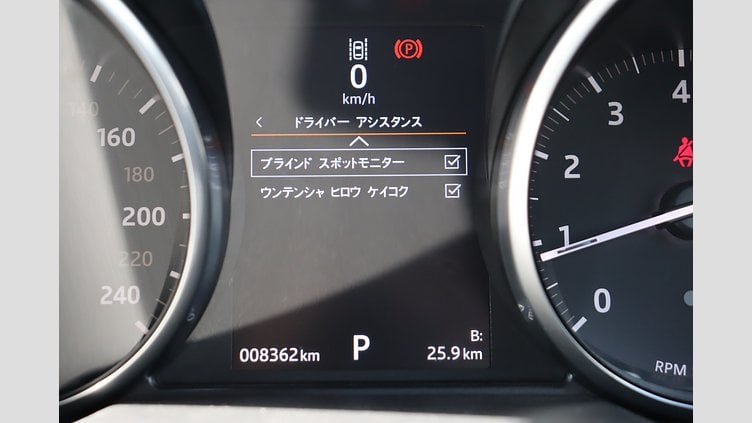 0
km/h
< ドライバー アシスタンス
ブラインド スポットモニター
ウンテンシャ ヒロウ ケイコク
008362km
P
B:
25.9 km
140
160
180
200
220
240
4
3
2
1
0
RPM
P